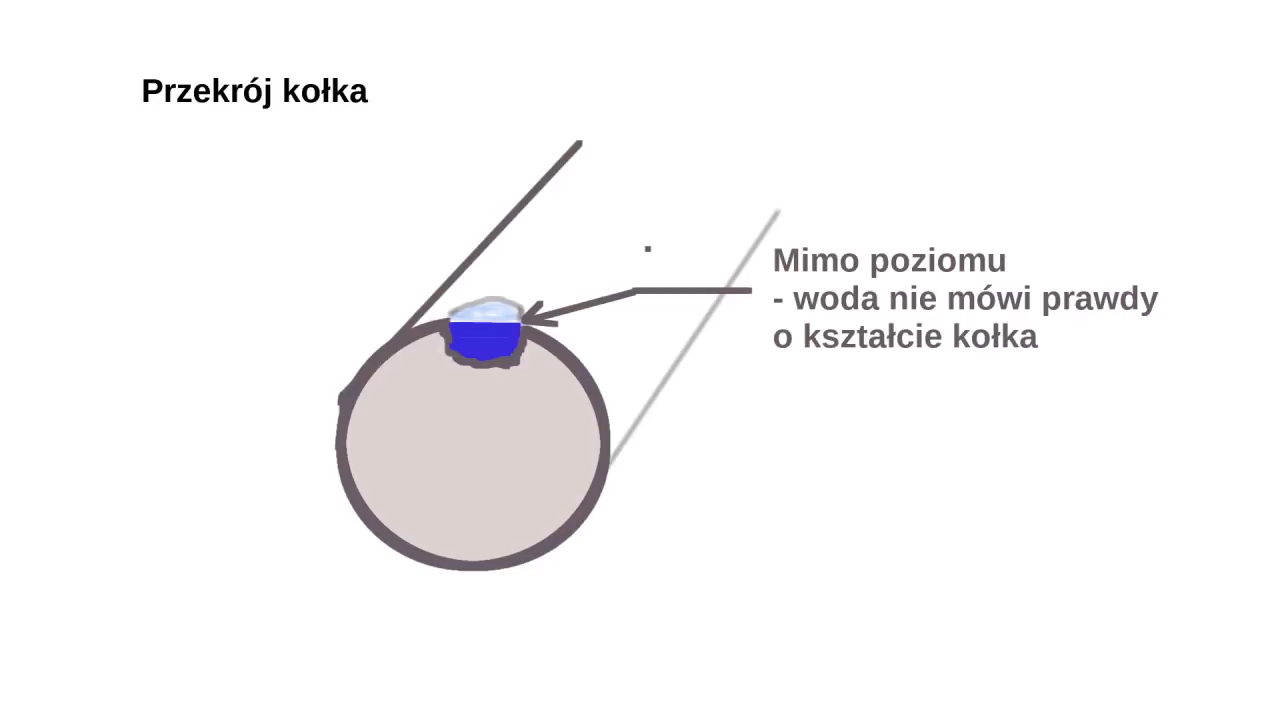 Przekrój kołka
Mimo poziomu
- woda nie mówi prawdy
o kształcie kołka